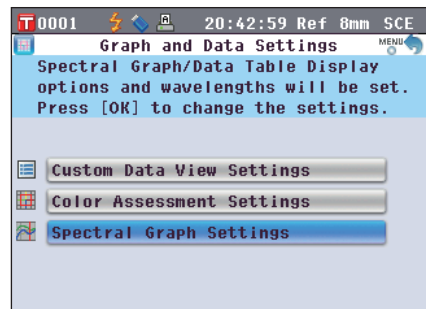 T 0001 20:42:59 Ref 8mm SCE
Graph and Data Settings MENU
Spectral Graph/Data Table Display
options and wavelengths will be set.
Press [OK] to change the settings.
Custom Data View Settings
Color Assessment Settings
Spectral Graph Settings